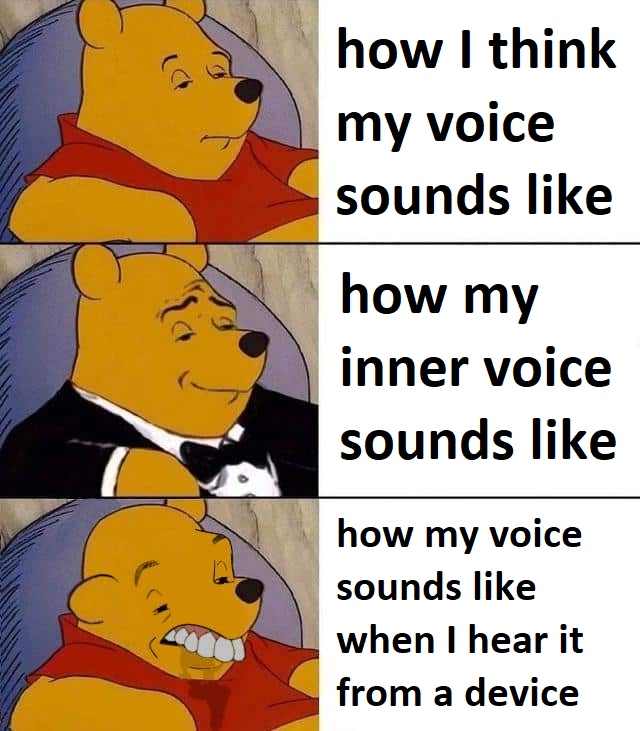 how I think
my voice
sounds like
how my
inner voice
sounds like
how my voice
sounds like
when I hear it
from a device